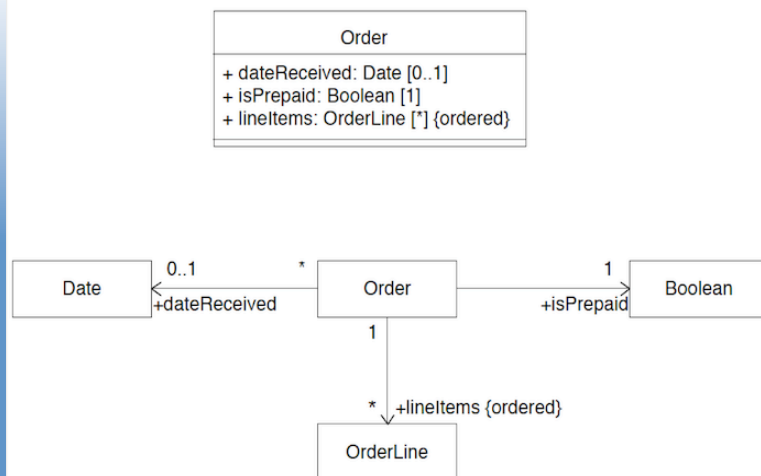 Order
+ dateReceived: Date [0..1]
+ isPrepaid: Boolean [1]
+ lineItems: OrderLine [*] {ordered}
0..1
*
1
Date
Order
Boolean
+dateReceived
+isPrepaid
1
*
+lineItems {ordered}
OrderLine